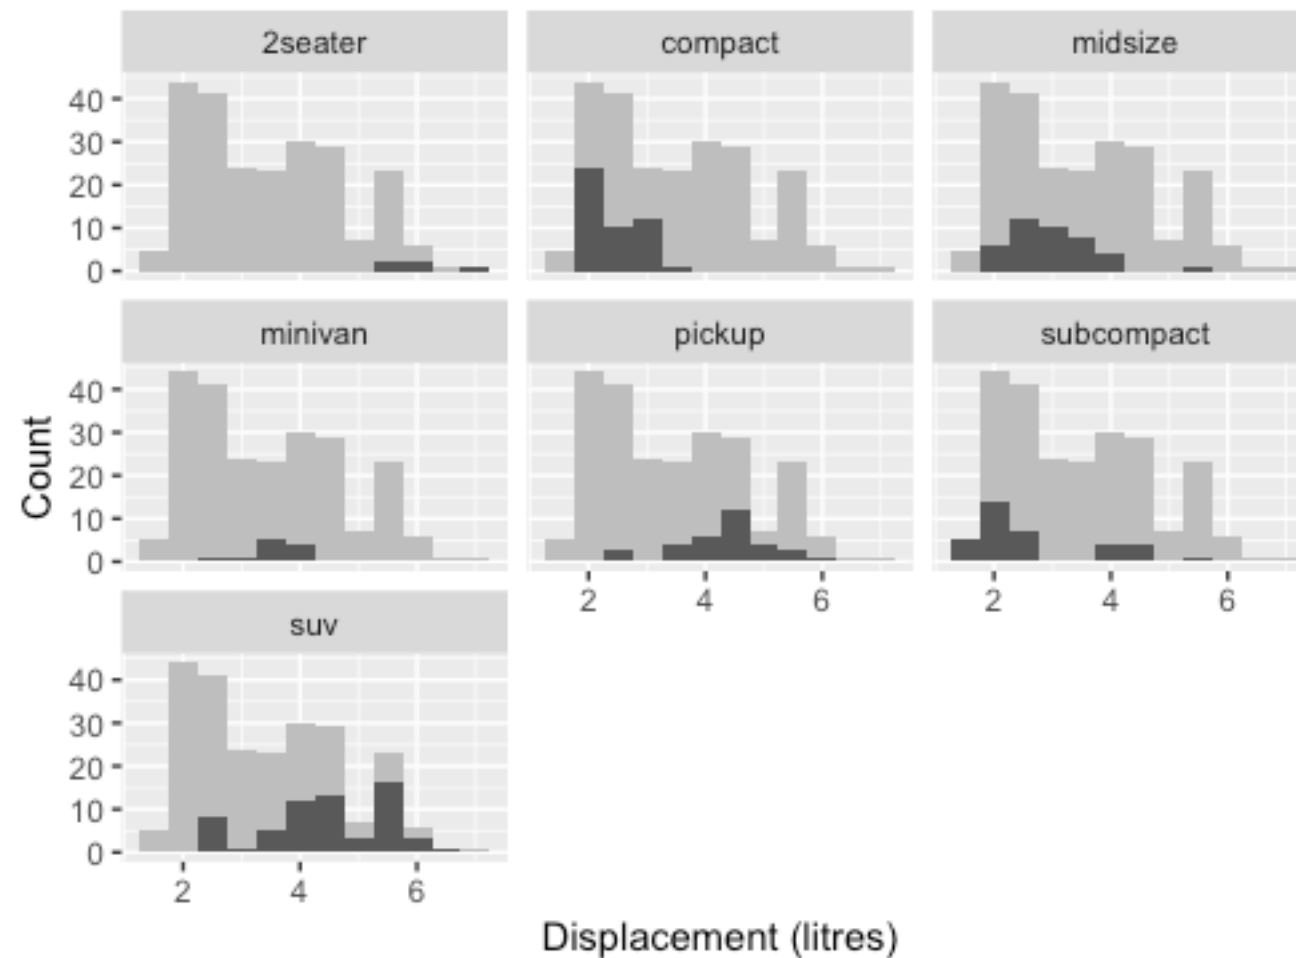 2seater compact midsize
40
30
20
10
0
minivan pickup subcompact
40
30
20
10
0
2 4 6 2 4 6
suv
40
30
20
10
0
2 4 6
Count
Displacement (litres)